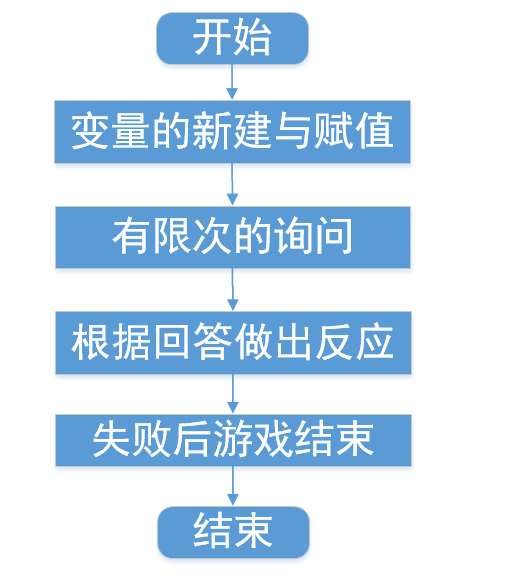 开始
变量的新建与赋值
有限次的询问
根据回答做出反应
失败后游戏结束
结束